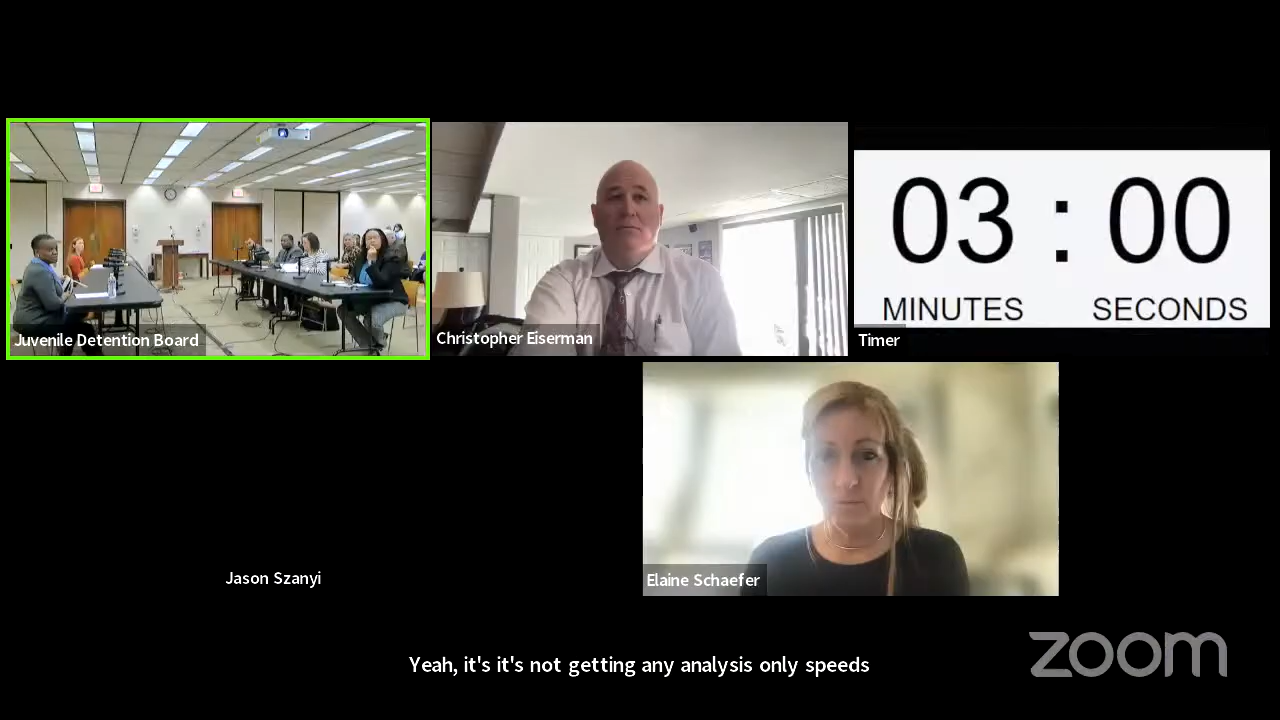 03 : 00
MINUTES SECONDS
Juvenile Detention Board
Christopher Eiserman
Timer
Jason Szanyi
Elaine Schaefer
Yeah, it's it's not getting any analysis only speeds
zoom